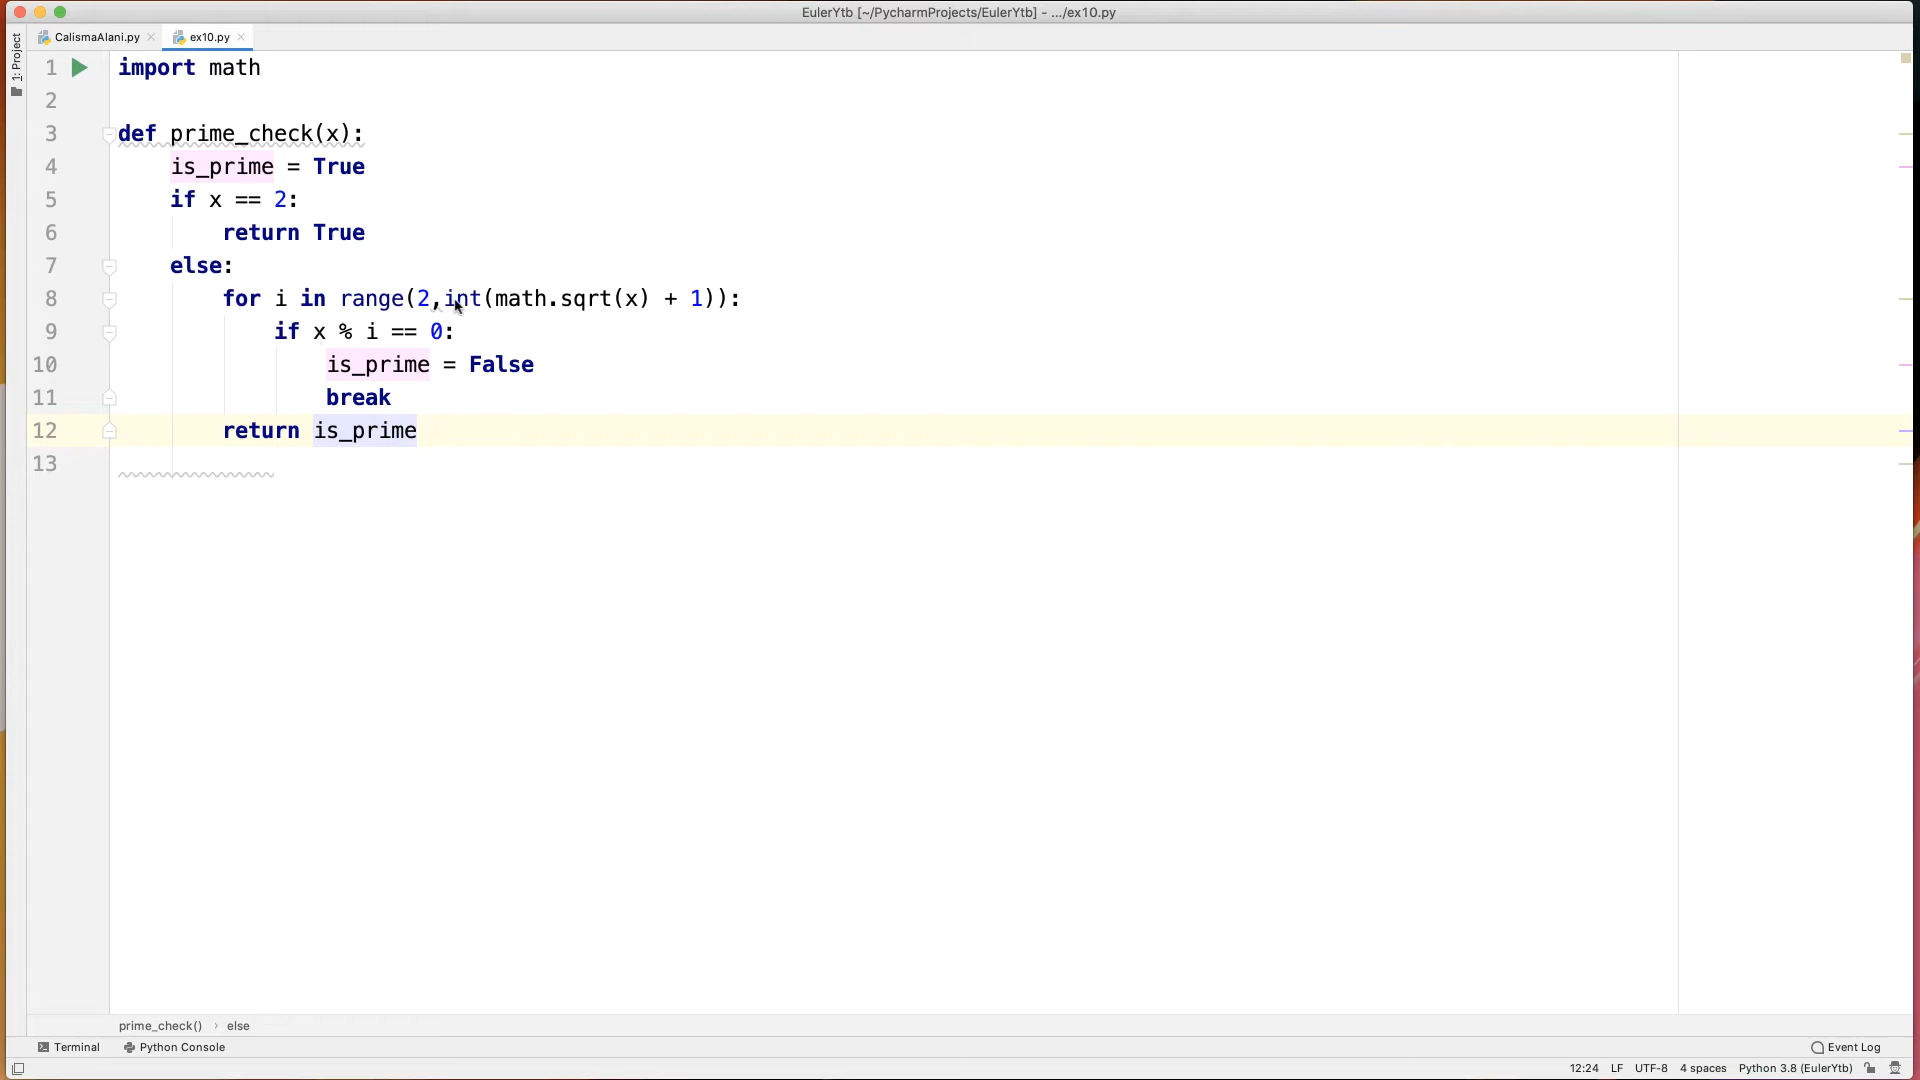 EulerYtb [~/PycharmProjects/EulerYtb] - .../ex10.py
1: Project
CalismaAlani.py
ex10.py
1 import math
2
3 def prime_check(x):
4     is_prime = True
5     if x == 2:
6         return True
7     else:
8         for i in range(2,int(math.sqrt(x) + 1)):
9             if x % i == 0:
10                 is_prime = False
11                 break
12         return is_prime
13
prime_check() › else
Terminal Python Console Event Log
12:24 LF UTF-8 4 spaces Python 3.8 (EulerYtb)